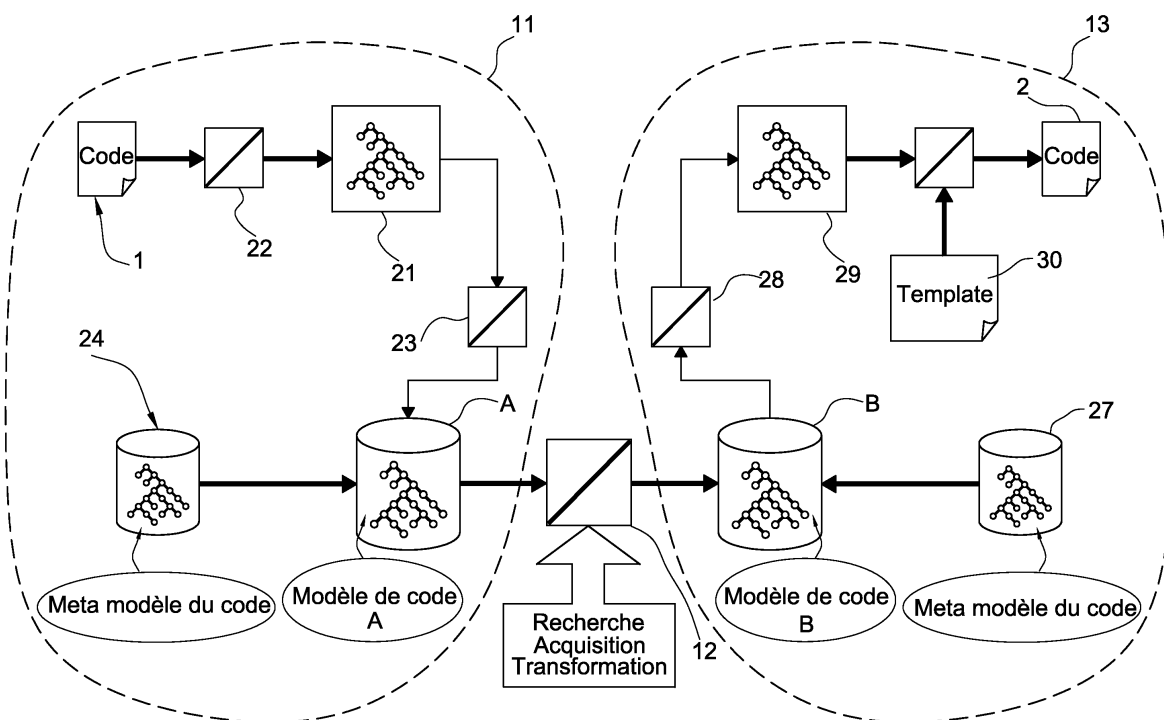 11
13
2
Code
Code
22
21
1
29
30
Template
28
23
24
A
B
27
Meta modèle du code
Modèle de code
A
Modèle de code
B
Meta modèle du code
Recherche
Acquisition
Transformation
12